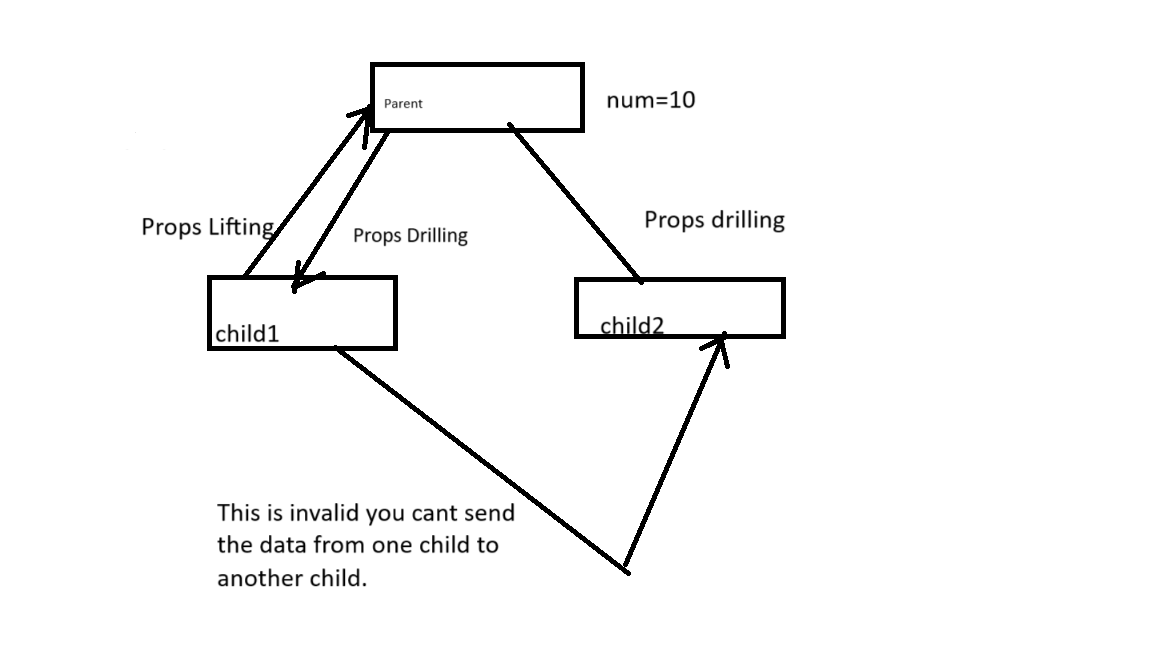 Parent
num=10
Props Lifting
Props Drilling
Props drilling
child1
child2
This is invalid you cant send
the data from one child to
another child.